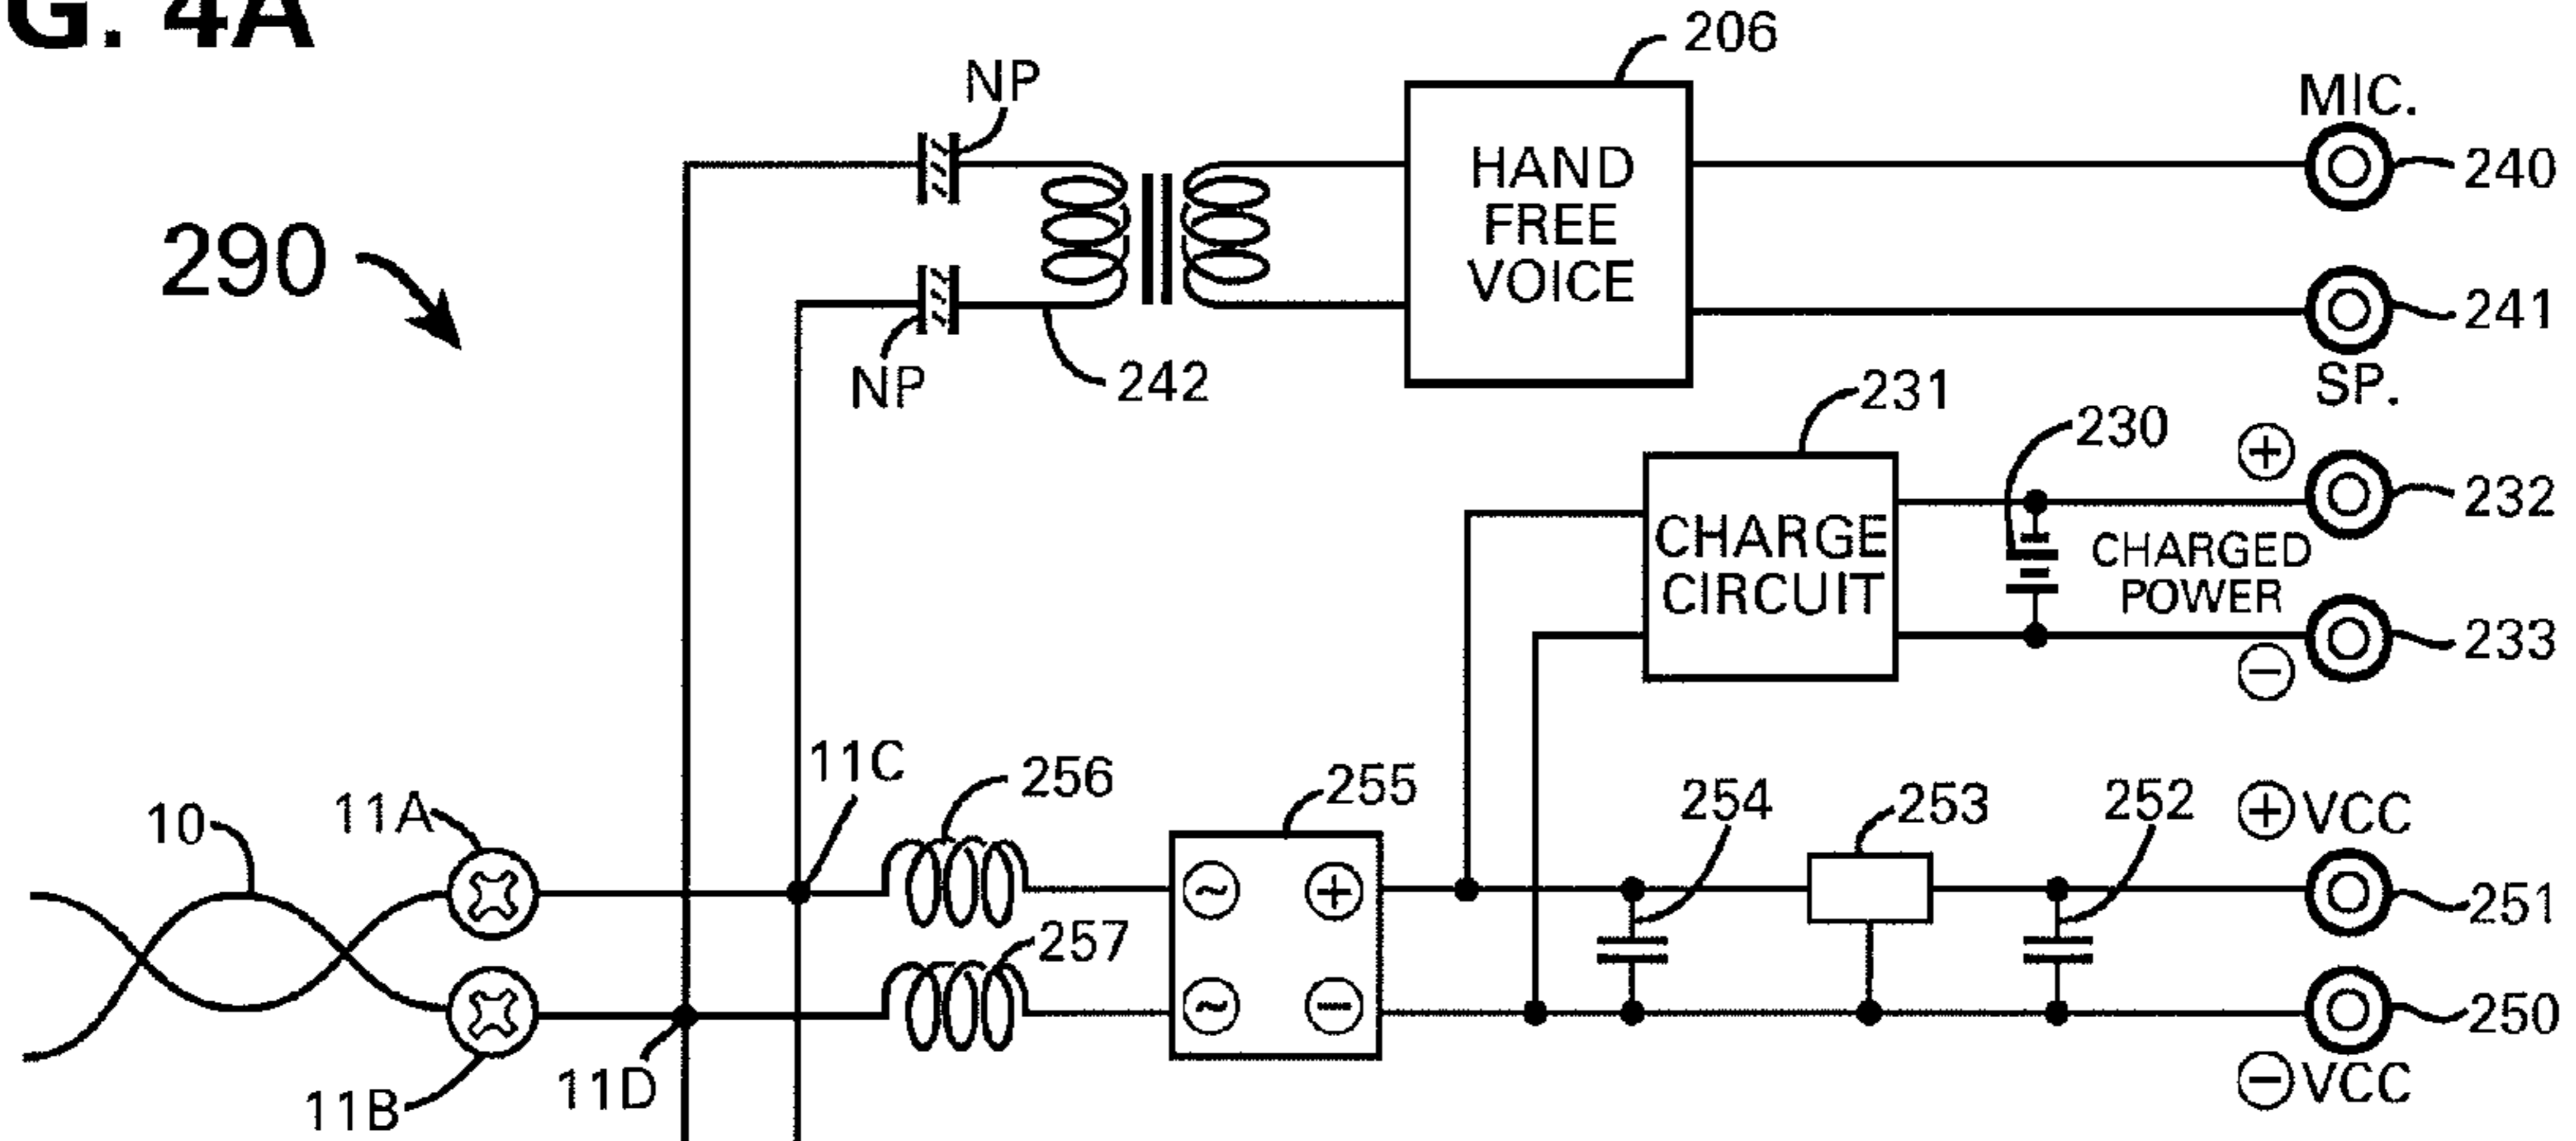 G. 4A
206
NP
MIC.
HAND
FREE
VOICE
240
290
241
NP
242
SP.
231
230
+
232
CHARGE
CIRCUIT
CHARGED
POWER
233
−
11C
256
255
254
253
252
+ VCC
10
11A
~
+
251
257
~
−
250
11D
11B
− VCC